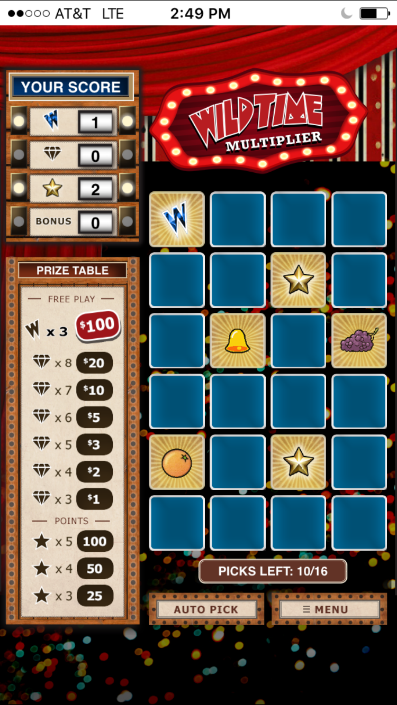 AT&T LTE 2:49 PM
YOUR SCORE
W 1
0
2
BONUS 0
WILD TIME
MULTIPLIER
W
PRIZE TABLE
FREE PLAY
W x 3 $100
x 8 $20
x 7 $10
x 6 $5
x 5 $3
x 4 $2
x 3 $1
POINTS
x 5 100
x 4 50
x 3 25
PICKS LEFT: 10/16
AUTO PICK
☰ MENU